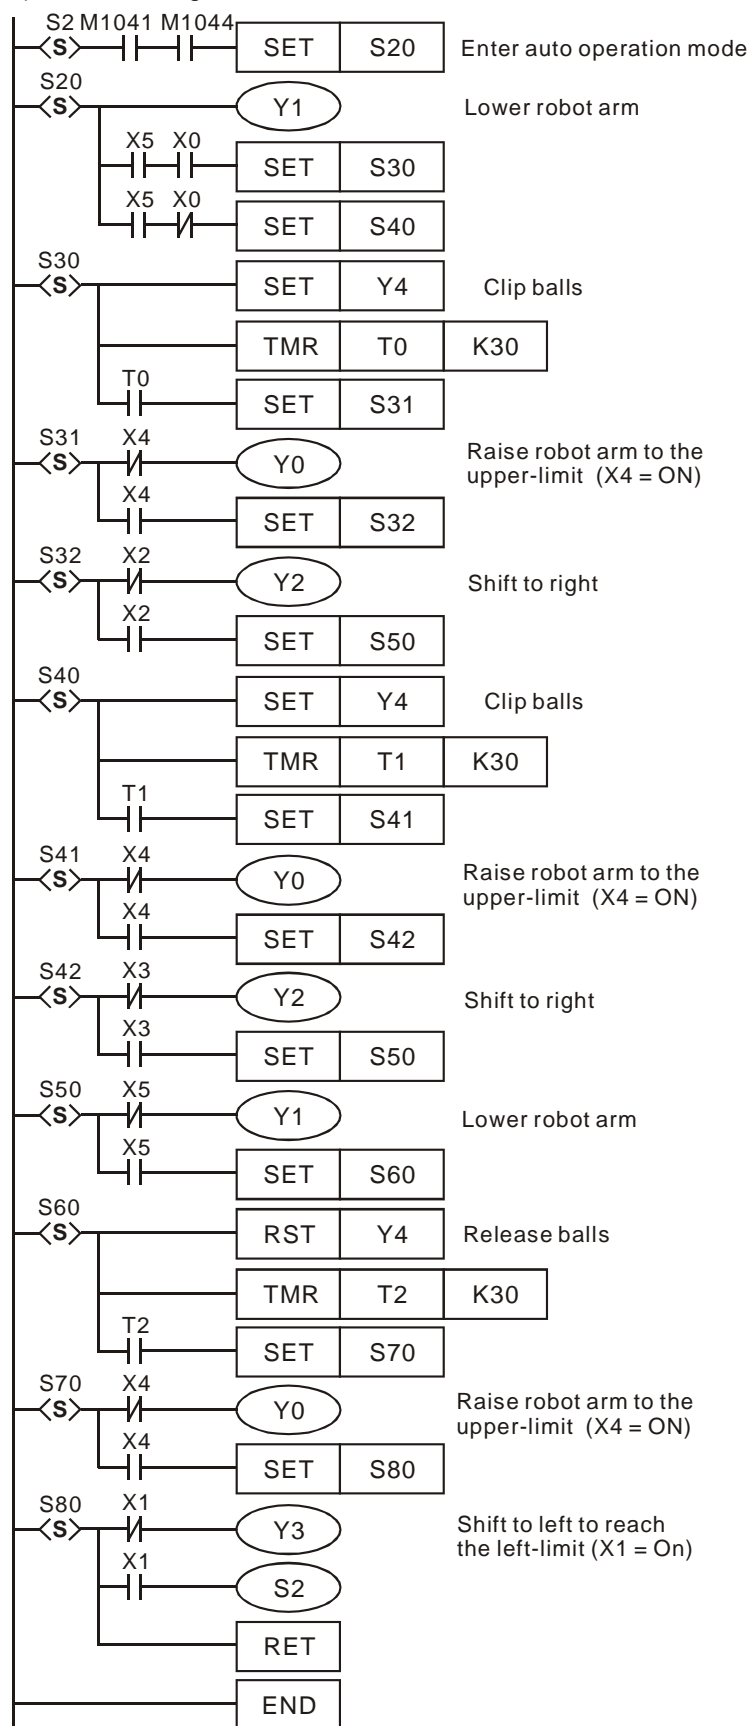 S2 M1041 M1044
S SET S20 Enter auto operation mode
S20
S Y1 Lower robot arm
X5 X0
SET S30
X5 X0
SET S40
S30
S SET Y4 Clip balls
TMR T0 K30
T0
SET S31
S31 X4
S Y0 Raise robot arm to the
upper-limit (X4 = ON)
X4
SET S32
S32 X2
S Y2 Shift to right
X2
SET S50
S40
S SET Y4 Clip balls
TMR T1 K30
T1
SET S41
S41 X4
S Y0 Raise robot arm to the
upper-limit (X4 = ON)
X4
SET S42
S42 X3
S Y2 Shift to right
X3
SET S50
S50 X5
S Y1 Lower robot arm
X5
SET S60
S60
S RST Y4 Release balls
TMR T2 K30
T2
SET S70
S70 X4
S Y0 Raise robot arm to the
upper-limit (X4 = ON)
X4
SET S80
S80 X1
S Y3 Shift to left to reach
the left-limit (X1 = On)
X1
S2
RET
END